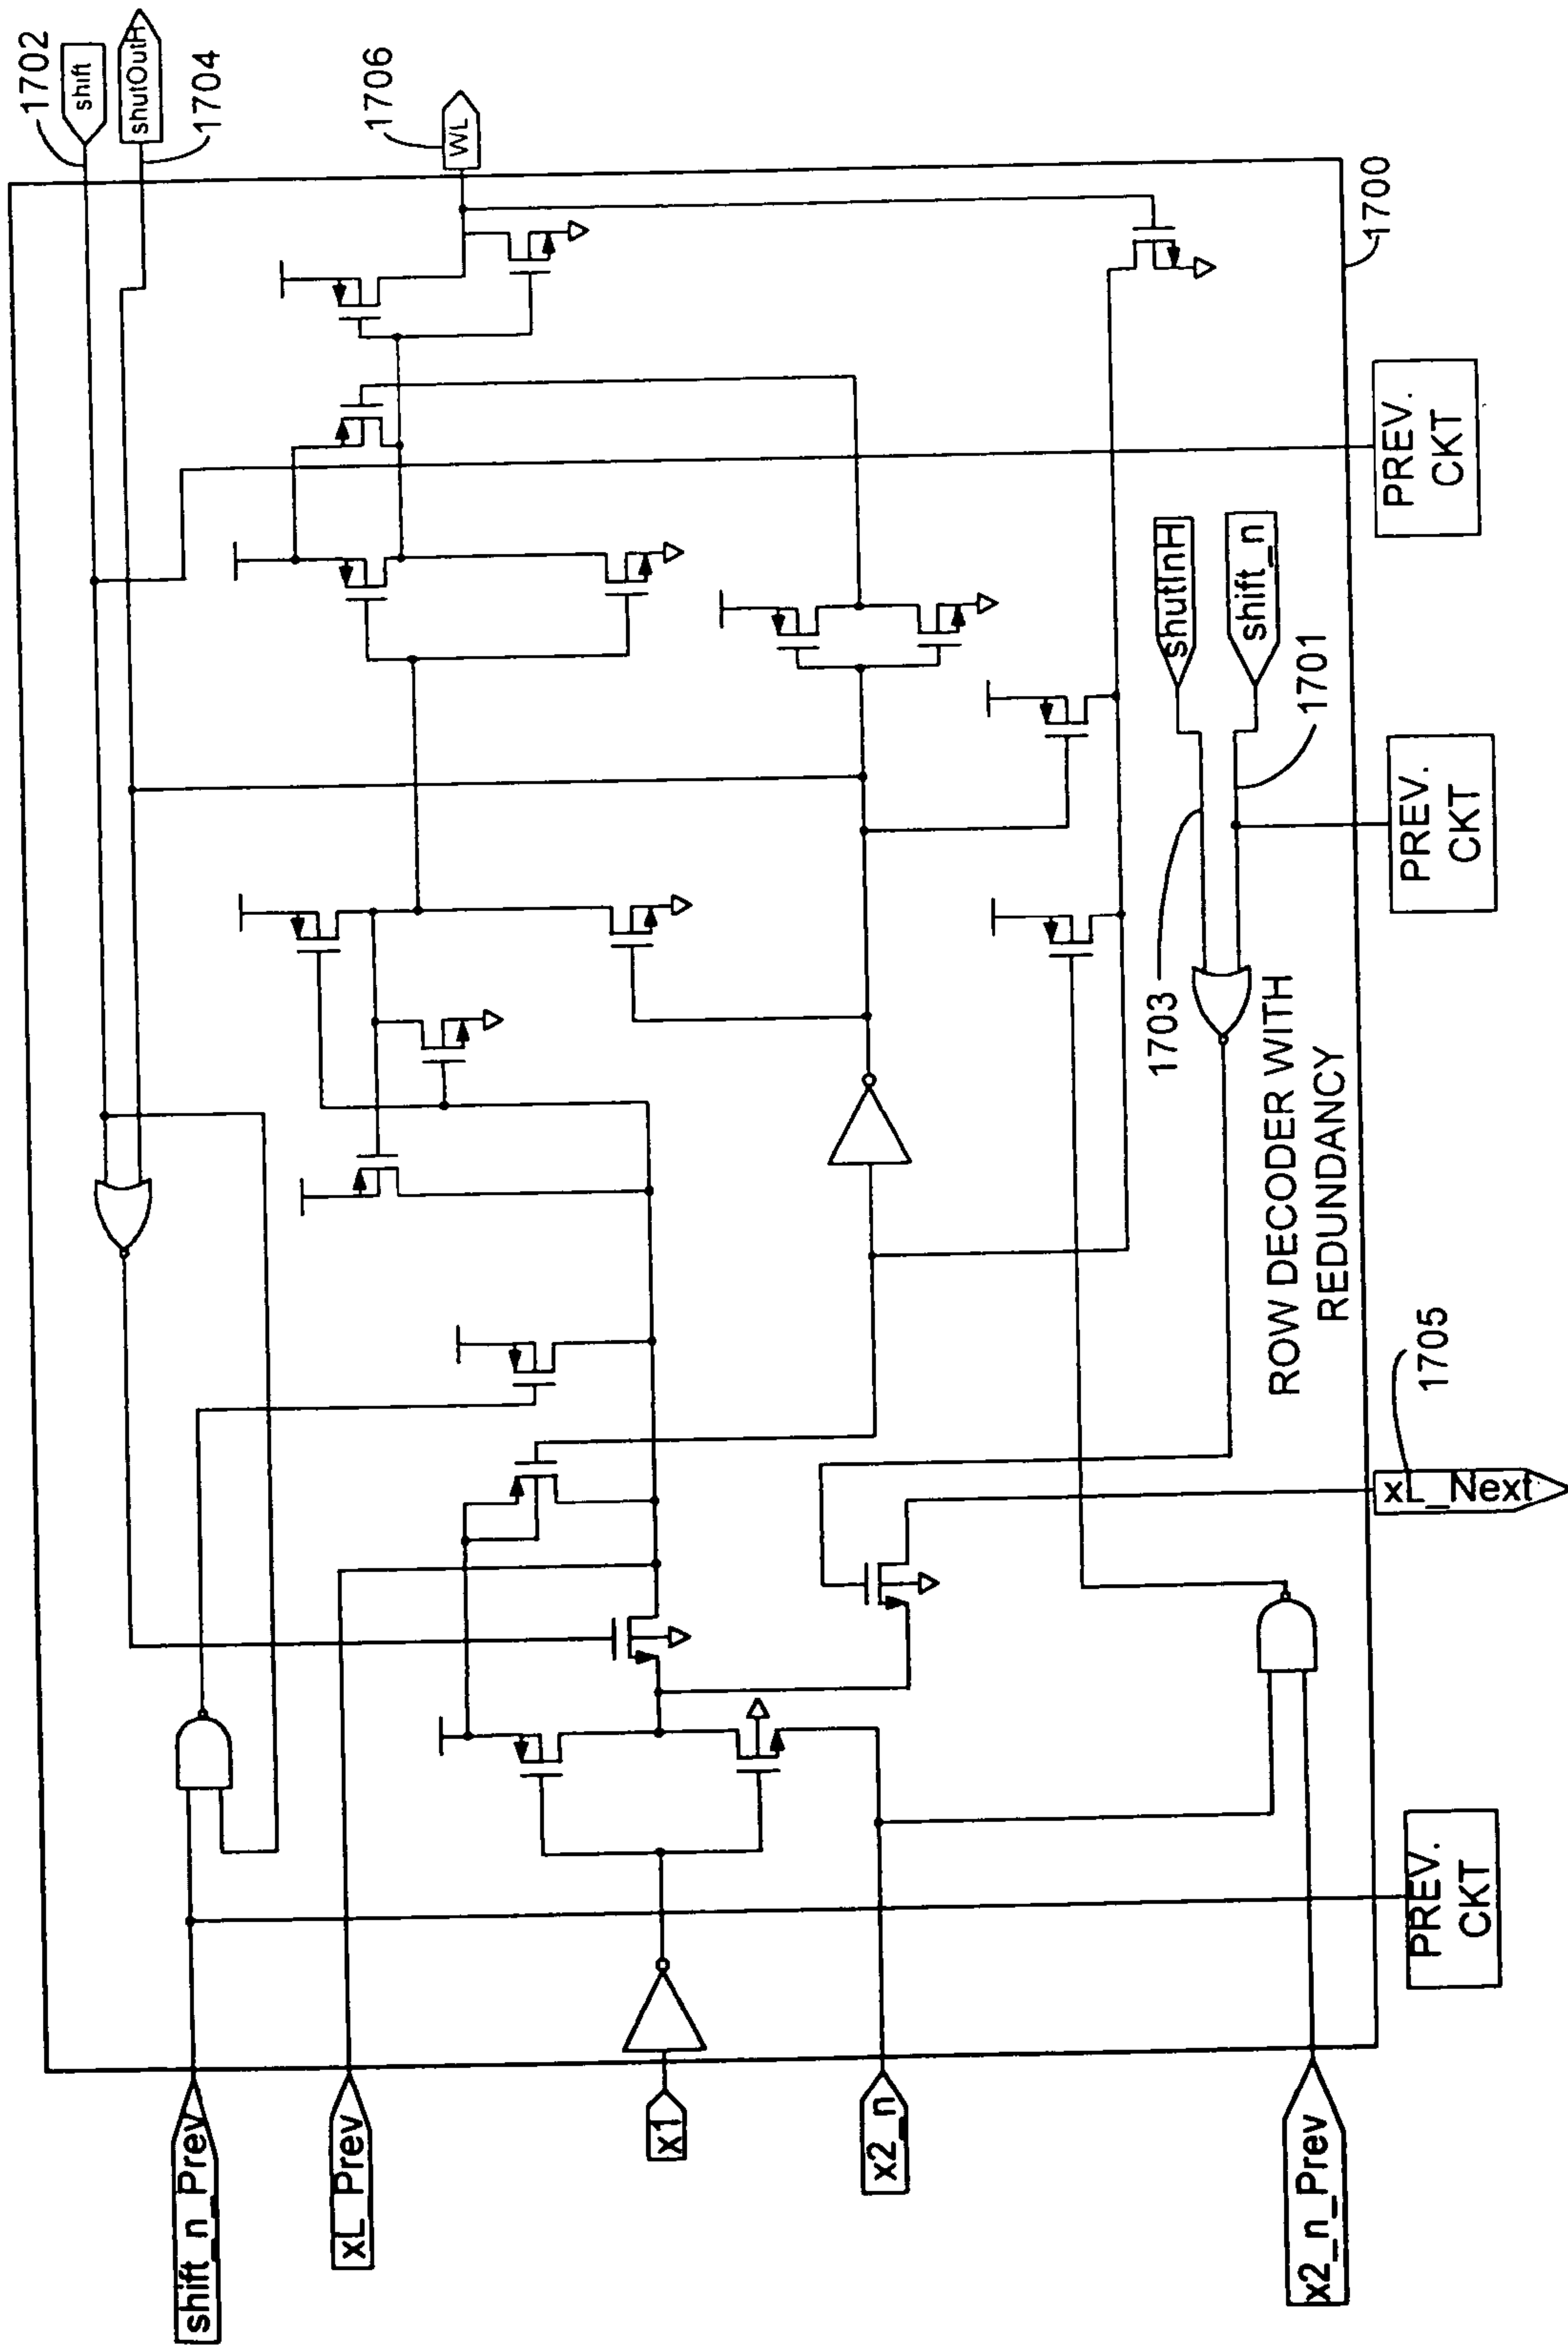 1702
shift
shutOutH
1704
1706
WL
1700
PREV.
CKT
shutInH
shift_n
1701
PREV.
CKT
1703
ROW DECODER WITH
REDUNDANCY
1705
xL_Next
PREV.
CKT
shift_n_Prev
xL_Prev
x1
x2_n
x2_n_Prev